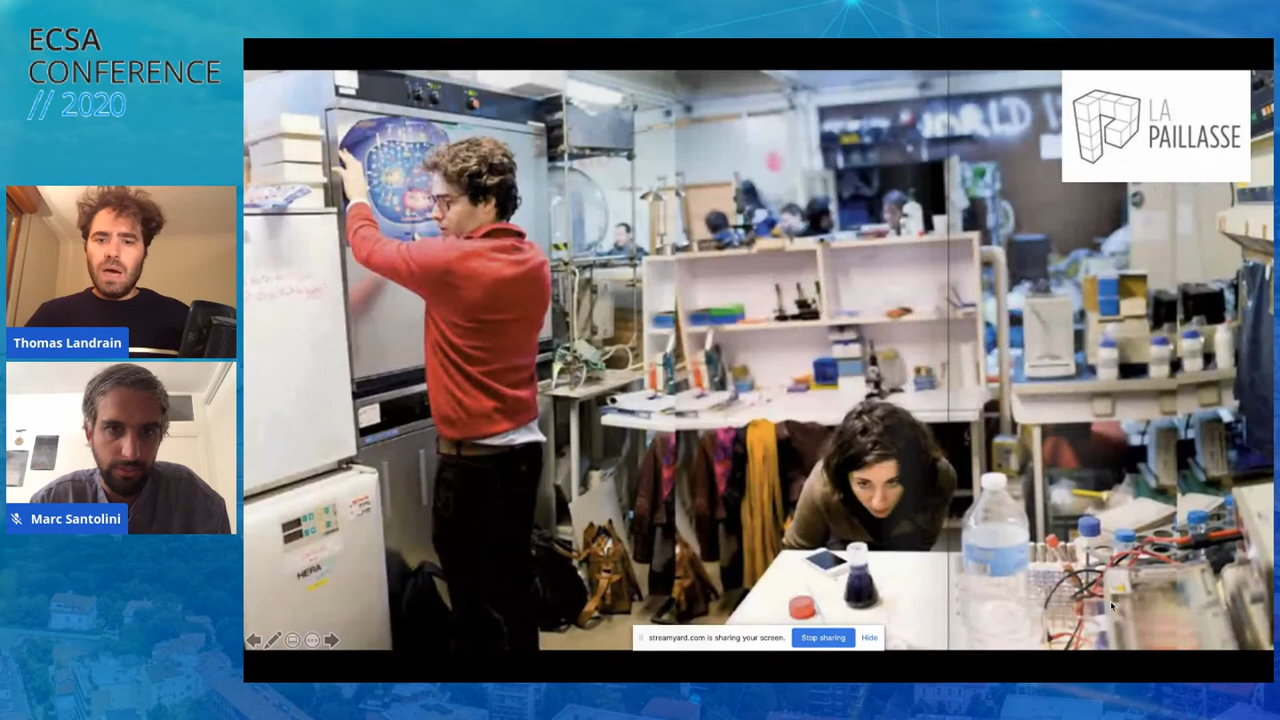 ECSA
CONFERENCE
// 2020
LA
PAILLASSE
Thomas Landrain
Marc Santolini
HERA
streamyard.com is sharing your screen.
Stop sharing
Hide